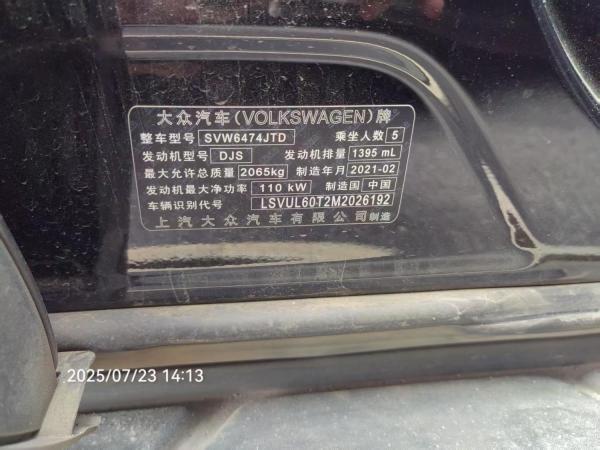 大众汽车(VOLKSWAGEN)牌
整车型号 SVW6474JTD 乘坐人数 5
发动机型号 DJS 发动机排量 1395 mL
最大允许总质量 2065kg 制造年月 2021-02
发动机最大净功率 110 kW 制造国 中国
车辆识别代号 LSVUL60T2M2026192
上汽大众汽车有限公司制造
2025/07/23 14:13